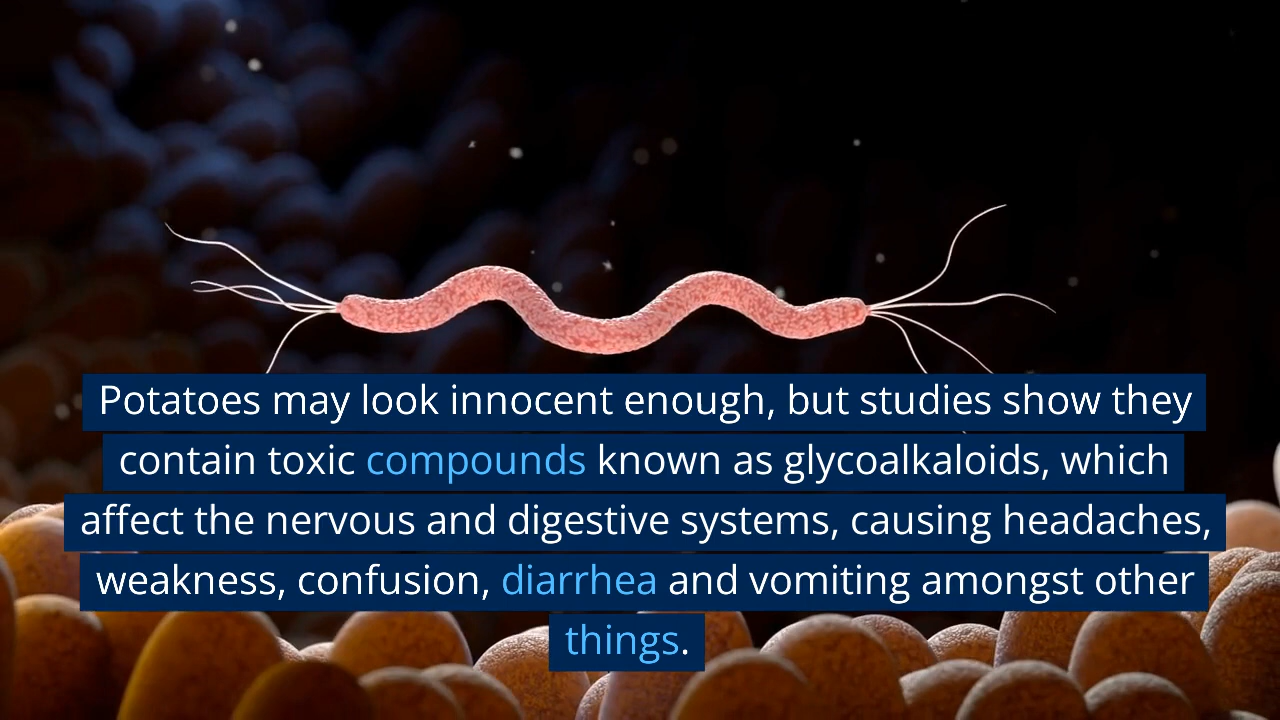 Potatoes may look innocent enough, but studies show they
contain toxic compounds known as glycoalkaloids, which
affect the nervous and digestive systems, causing headaches,
weakness, confusion, diarrhea and vomiting amongst other
things.